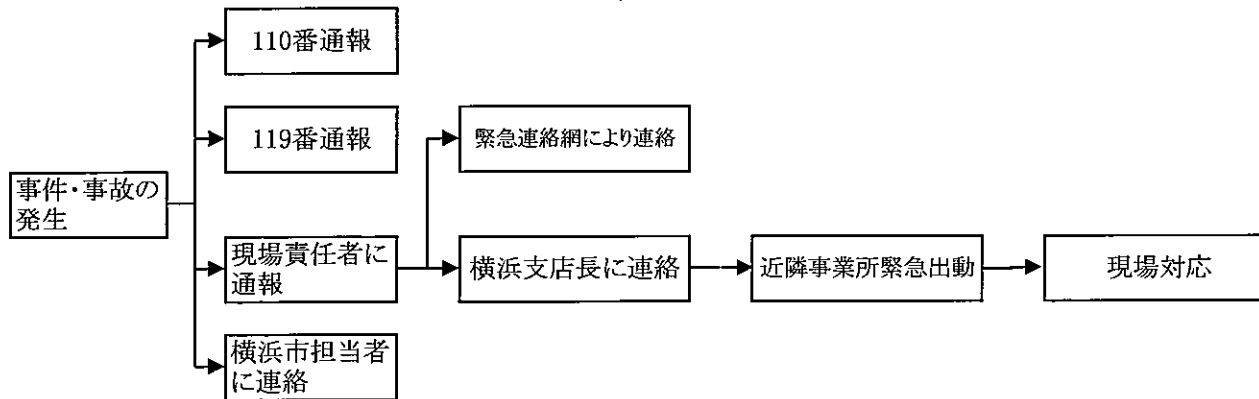 110番通報
119番通報
緊急連絡網により連絡
事件・事故の
発生
現場責任者に
通報
横浜支店長に連絡
近隣事業所緊急出動
現場対応
横浜市担当者
に連絡